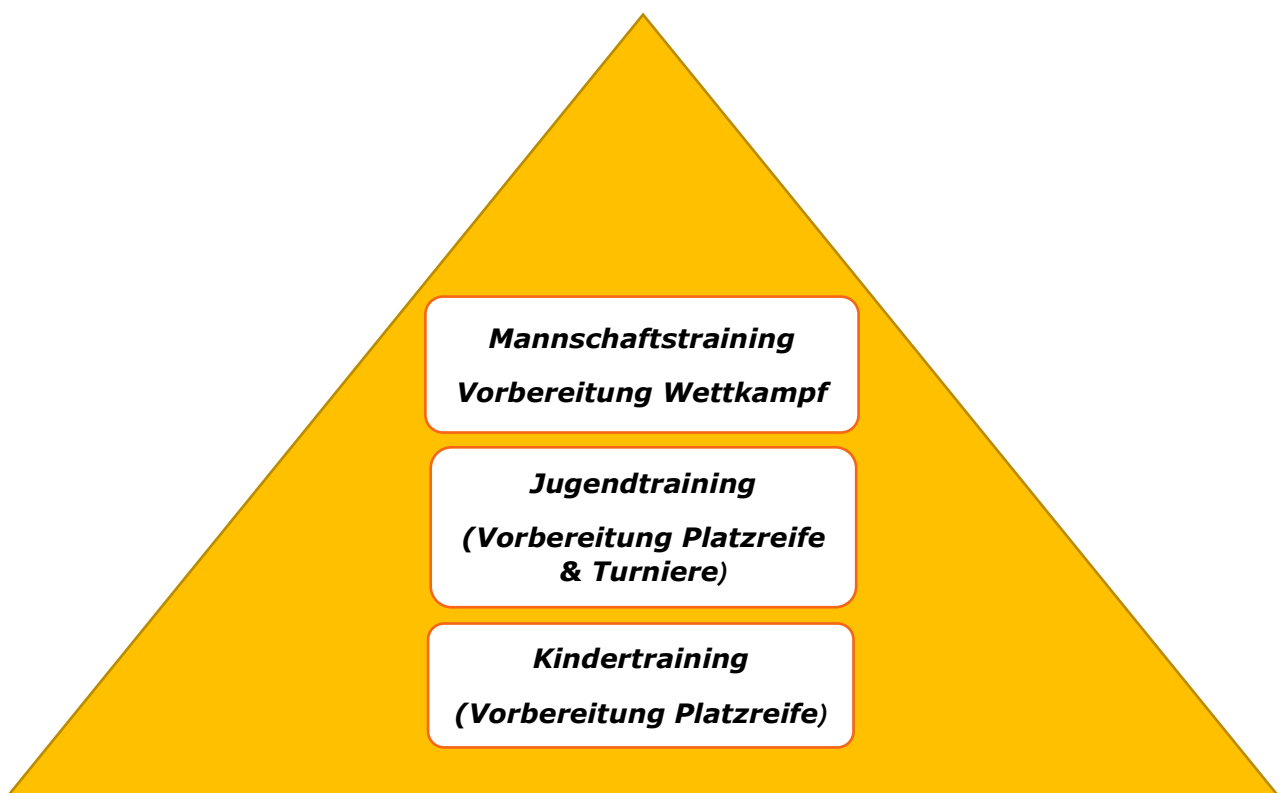 Mannschaftstraining
Vorbereitung Wettkampf
Jugendtraining
(Vorbereitung Platzreife
& Turniere)
Kindertraining
(Vorbereitung Platzreife)